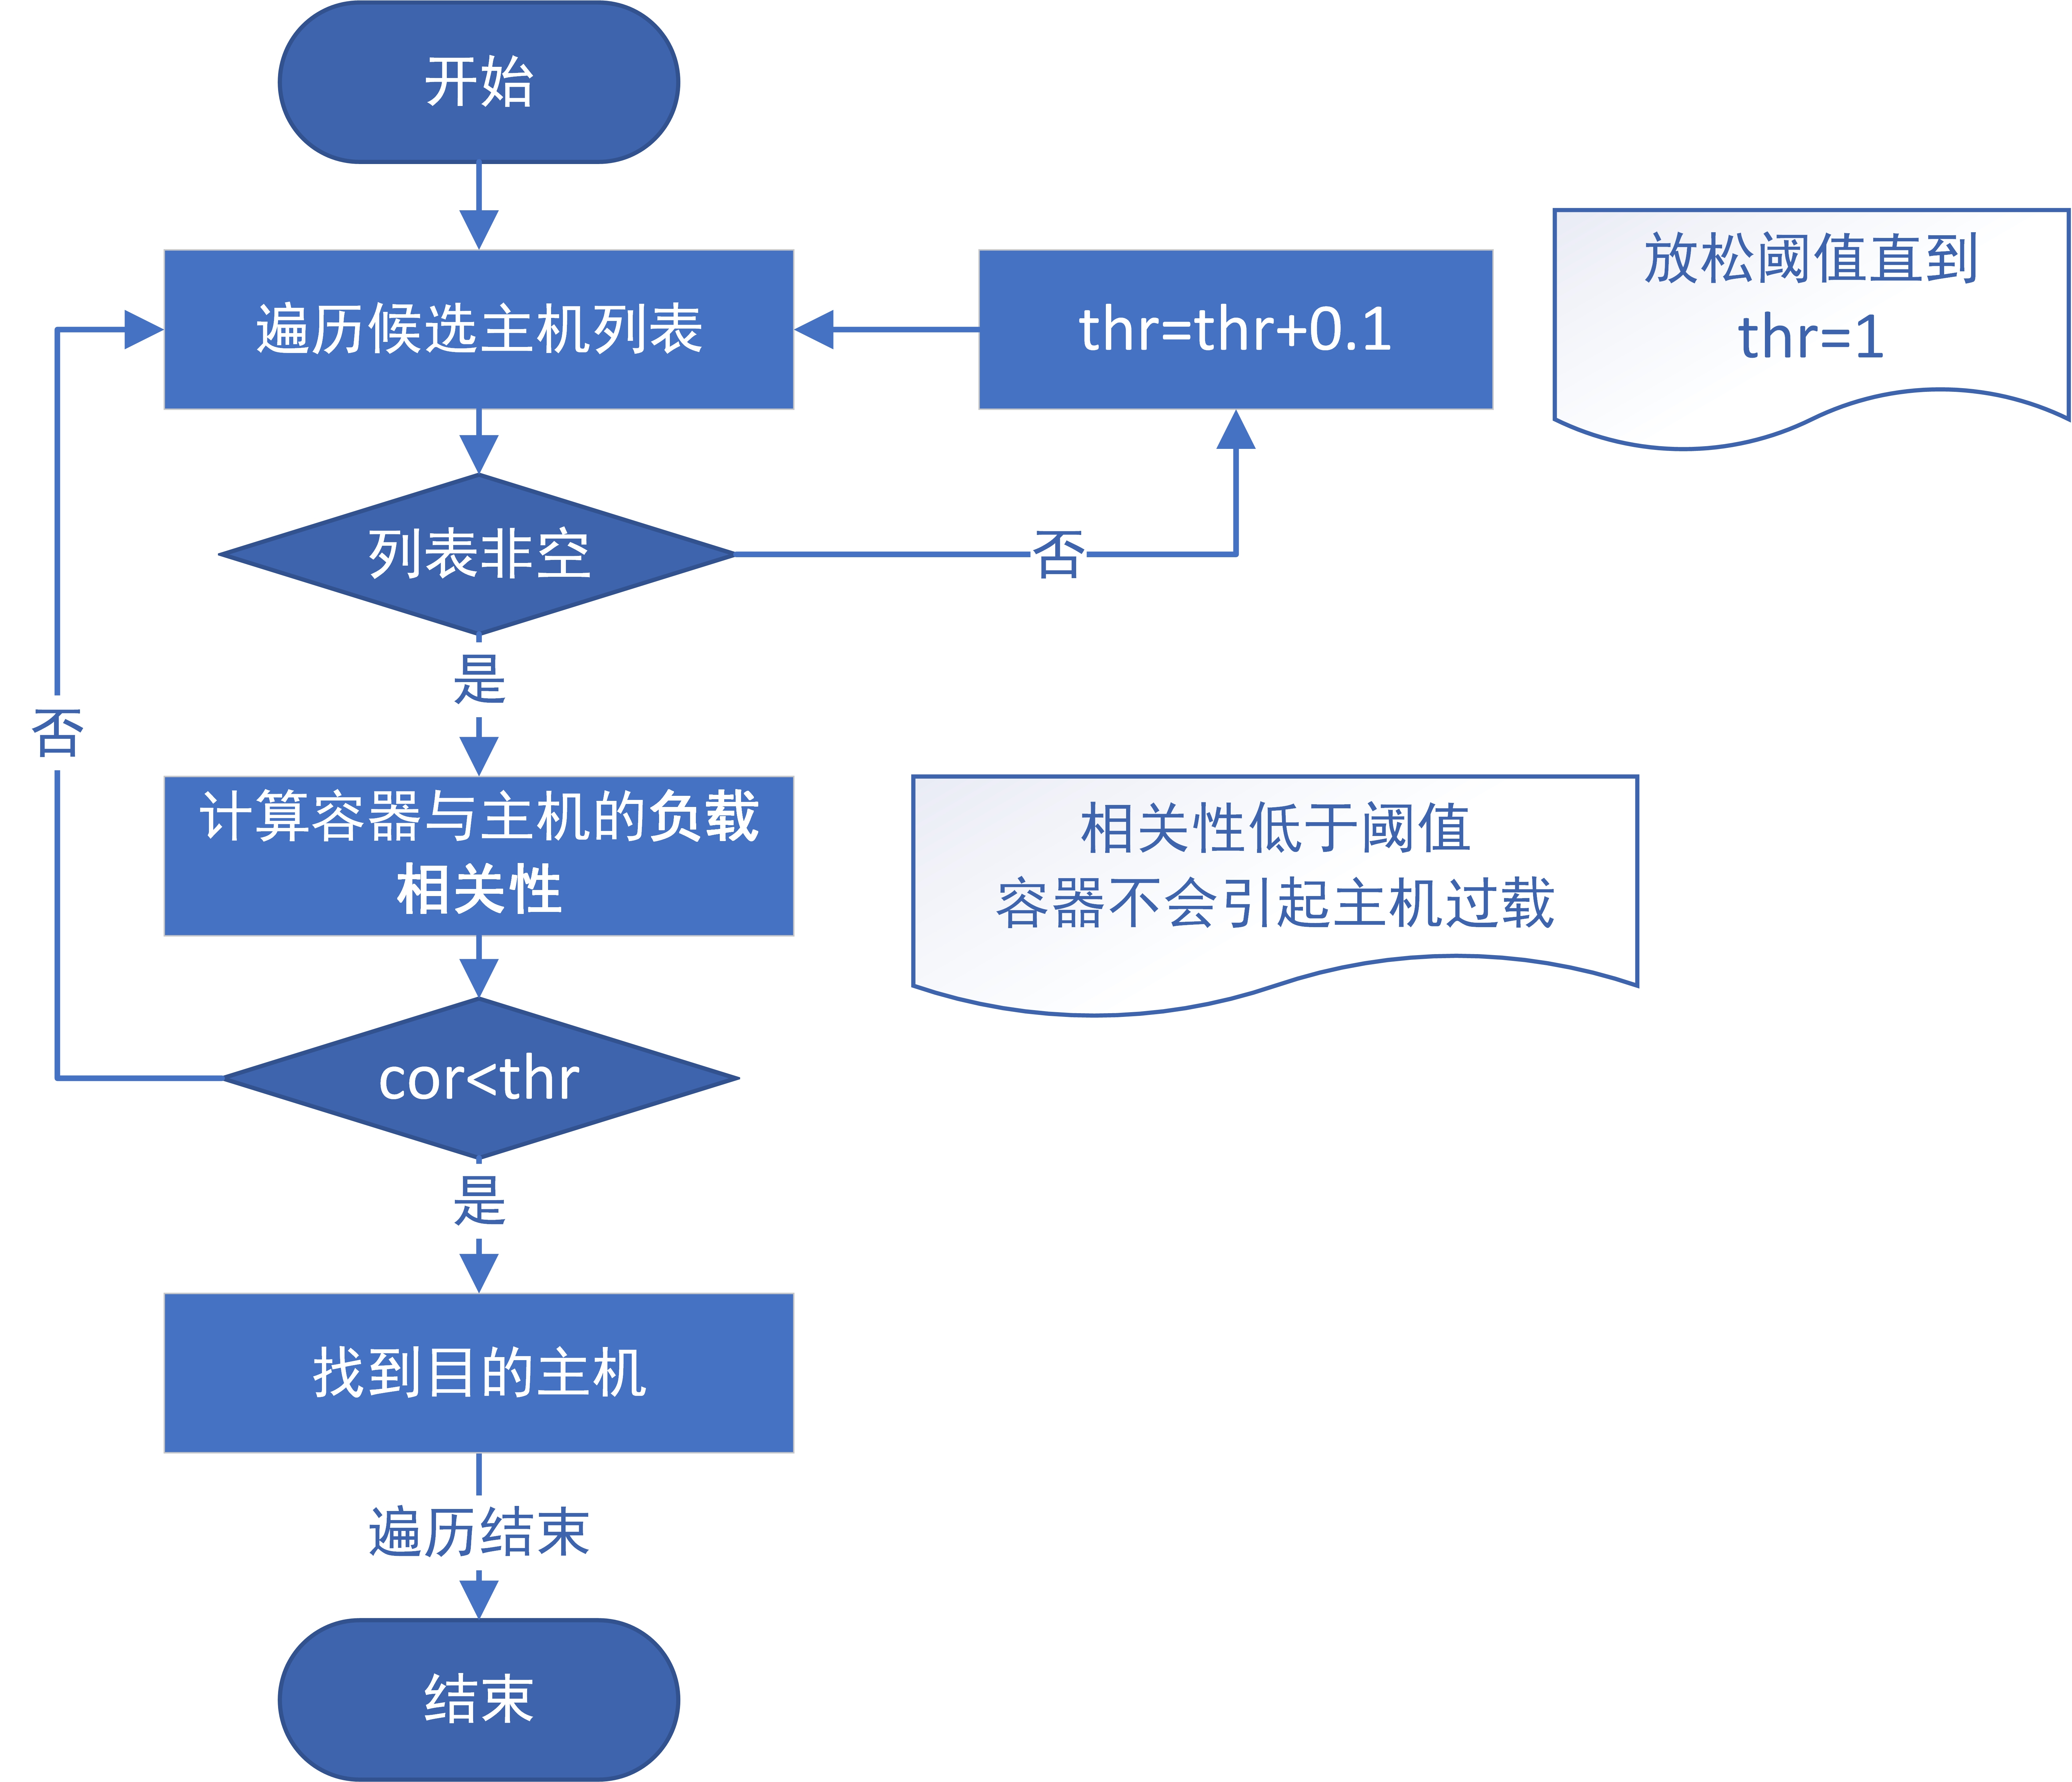 开始
遍历候选主机列表
thr=thr+0.1
放松阈值直到
thr=1
列表非空
否
是
否
计算容器与主机的负载
相关性
相关性低于阈值
容器不会引起主机过载
cor<thr
是
找到目的主机
遍历结束
结束